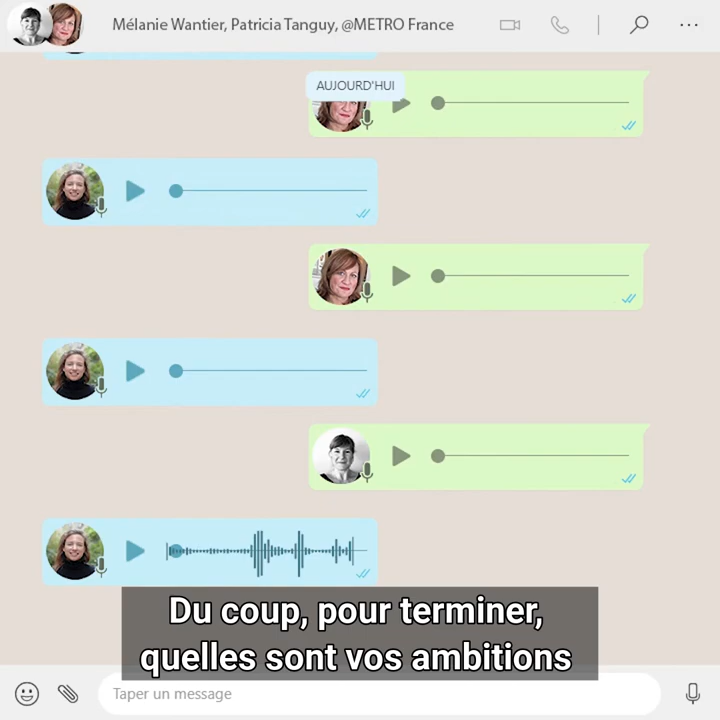 Mélanie Wantier, Patricia Tanguy, @METRO France
AUJOURD'HUI
Du coup, pour terminer,
quelles sont vos ambitions
Taper un message